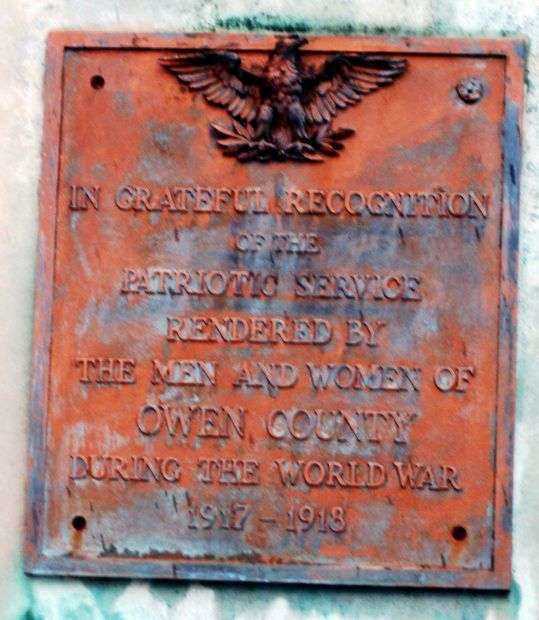 IN GRATEFUL RECOGNITION
OF THE
PATRIOTIC SERVICE
RENDERED BY
THE MEN AND WOMEN OF
OWEN COUNTY
DURING THE WORLD WAR
1917 - 1918